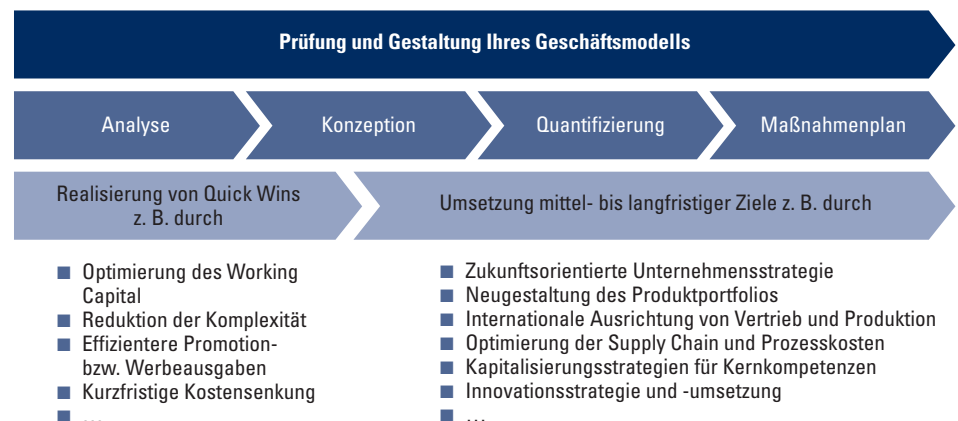 Prüfung und Gestaltung Ihres Geschäftsmodells
Analyse
Konzeption
Quantifizierung
Maßnahmenplan
Realisierung von Quick Wins
z. B. durch
Umsetzung mittel- bis langfristiger Ziele z. B. durch
■ Optimierung des Working
Capital
■ Reduktion der Komplexität
■ Effizientere Promotion-
bzw. Werbeausgaben
■ Kurzfristige Kostensenkung
■ ...
■ Zukunftsorientierte Unternehmensstrategie
■ Neugestaltung des Produktportfolios
■ Internationale Ausrichtung von Vertrieb und Produktion
■ Optimierung der Supply Chain und Prozesskosten
■ Kapitalisierungsstrategien für Kernkompetenzen
■ Innovationsstrategie und -umsetzung
■ ...